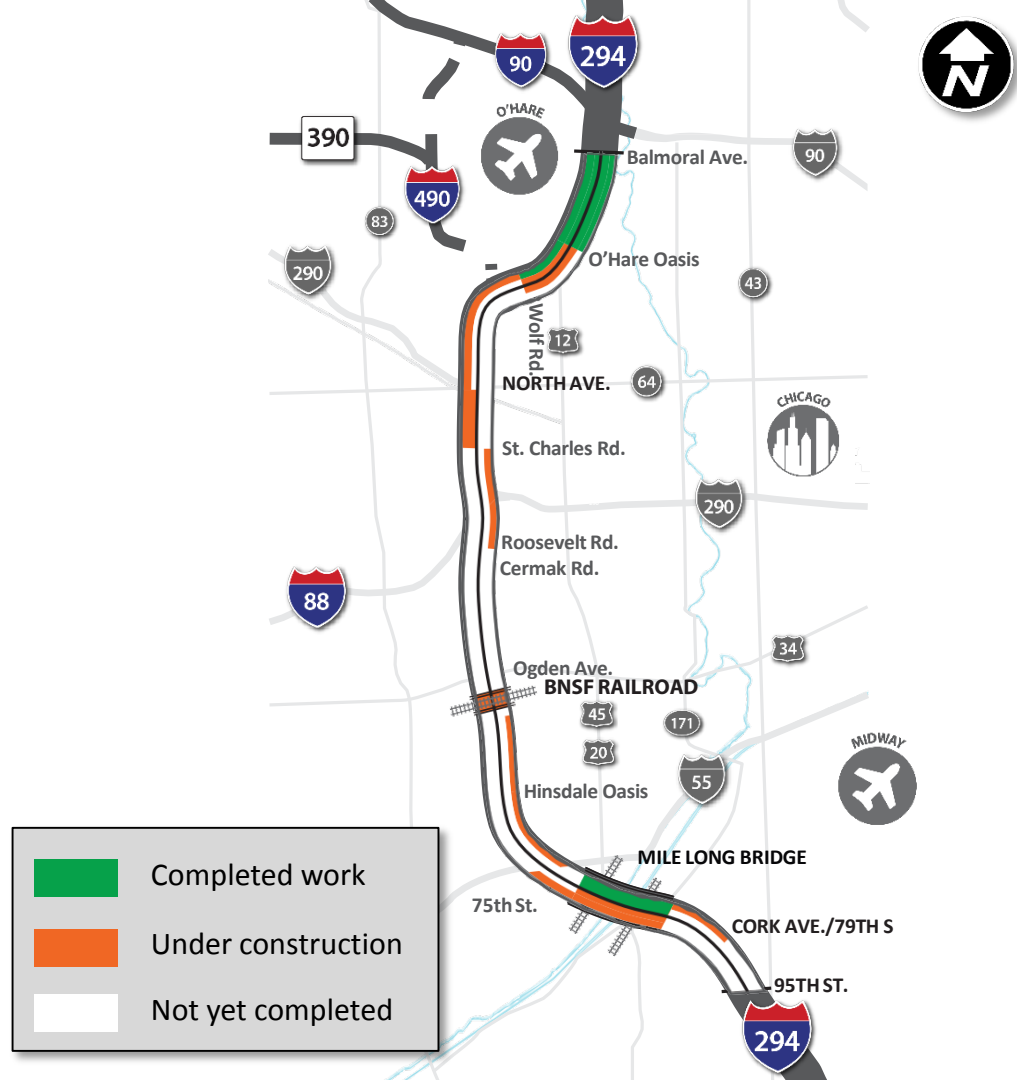 90
294
N
O'HARE
390
Balmoral Ave.
90
490
83
O'Hare Oasis
290
43
Wolf Rd.
12
NORTH AVE.
64
CHICAGO
St. Charles Rd.
290
Roosevelt Rd.
Cermak Rd.
88
34
Ogden Ave.
BNSF RAILROAD
45
171
20
MIDWAY
55
Hinsdale Oasis
MILE LONG BRIDGE
75th St.
CORK AVE./79TH S
95TH ST.
294
Completed work
Under construction
Not yet completed